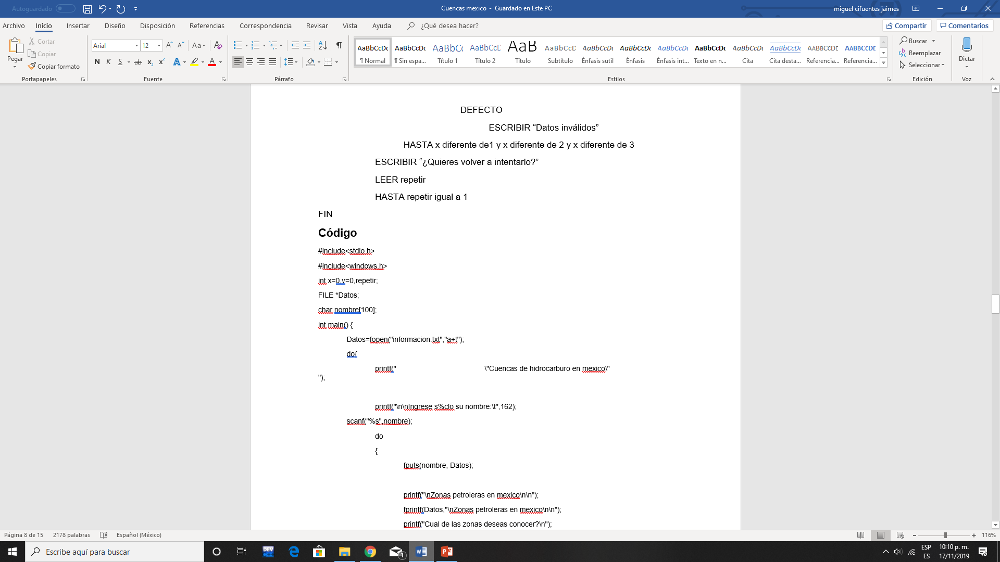 Autoguardado
Cuencas mexico - Guardado en Este PC
miguel cifuentes jaimes
Archivo Inicio Insertar Diseño Disposición Referencias Correspondencia Revisar Vista Ayuda ¿Qué desea hacer? Compartir Comentarios
Pegar
Cortar
Copiar
Copiar formato
Portapapeles
Arial 12
Fuente
Párrafo
AaBbCcDc AaBbCcDc AaBbCc AaBbCcD AaB AaBbCcD AaBbCcDc AaBbCcDc AaBbCcDc AaBbCcDc AaBbCcDc AaBbCcDc AABBCCDE AABBCCDE
¶ Normal ¶ Sin espa... Título 1 Título 2 Título Subtítulo Énfasis sutil Énfasis Énfasis int... Texto en n... Cita Cita desta... Referencia... Referencia...
Estilos
Buscar
Reemplazar
Seleccionar
Edición
Dictar
Voz
DEFECTO
ESCRIBIR “Datos inválidos”
HASTA x diferente de1 y x diferente de 2 y x diferente de 3
ESCRIBIR “¿Quieres volver a intentarlo?”
LEER repetir
HASTA repetir igual a 1
FIN
Código
#include<stdio.h>
#include<windows.h>
int x=0,y=0,repetir;
FILE *Datos;
char nombre[100];
int main() {
Datos=fopen("informacion.txt","a+t");
do{
printf(" \"Cuencas de hidrocarburo en mexico\"
");
printf("\n\nIngrese s%clo su nombre:\t",162);
scanf("%s",nombre);
do
{
fputs(nombre, Datos);
printf("\nZonas petroleras en mexico\n\n");
fprintf(Datos,"\nZonas petroleras en mexico\n\n");
printf("Cual de las zonas deseas conocer?\n");
Página 8 de 15 2178 palabras Español (México) 116%
Escribe aquí para buscar
DEV
1
ESP
ES
10:10 p. m.
17/11/2019